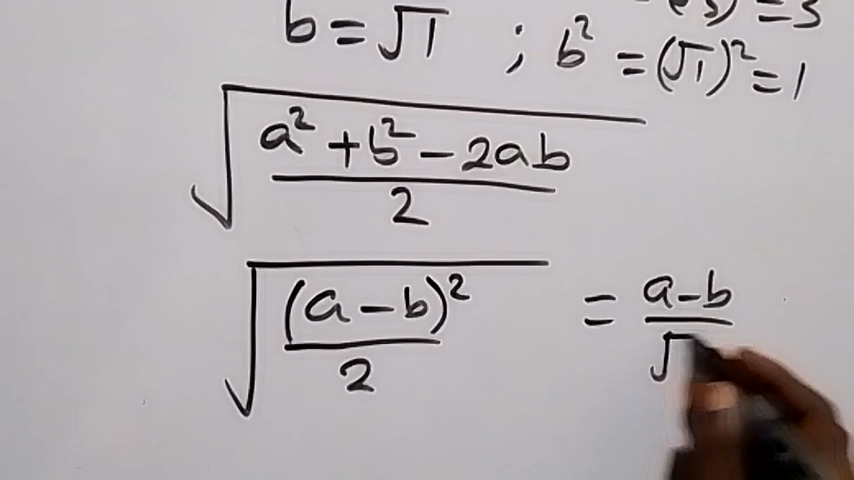 b = √1 ; b² = (√1)² = 1
√((a² + b² - 2ab)/2)
√((a - b)²/2) = (a - b)/√